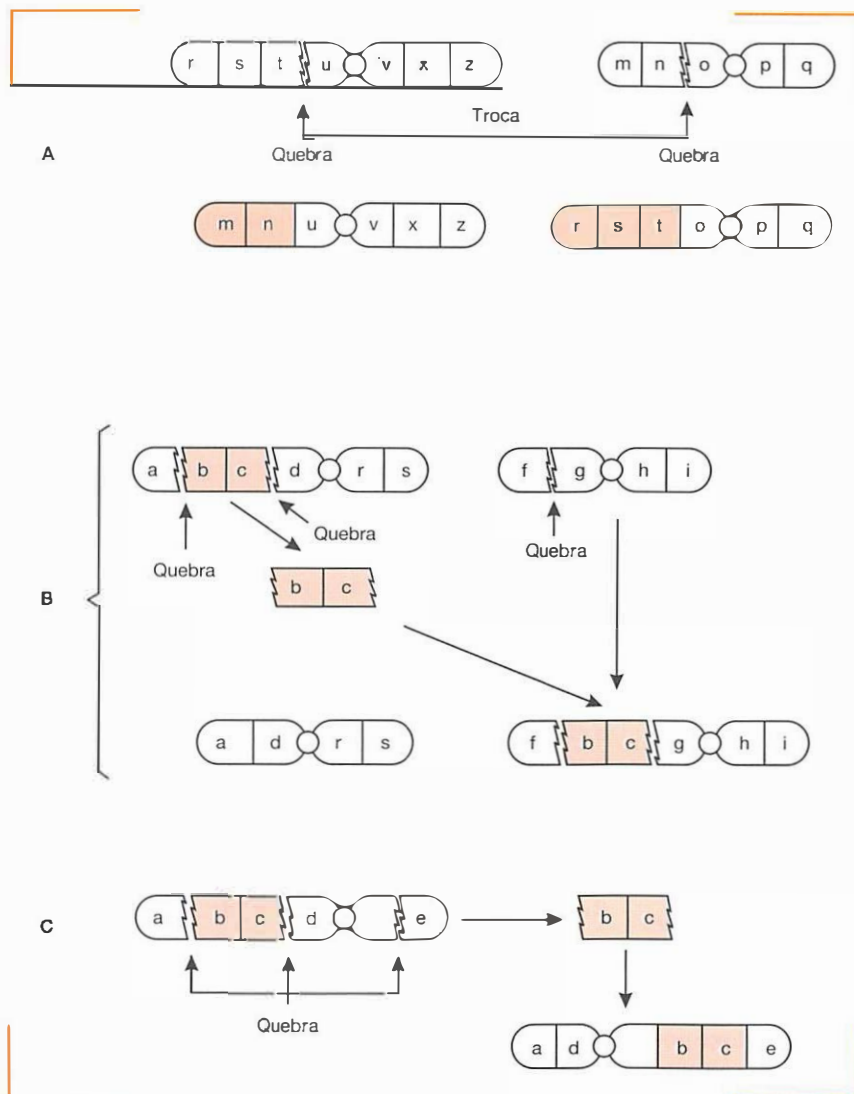 r s t u v x z m n o p q
Troca
A
Quebra Quebra
m n u v x z r s t o p q
a b c d r s f g h i
Quebra
Quebra
Quebra
b c
B
a d r s f b c g h i
C
a b c d e b c
Quebra
a d b c e